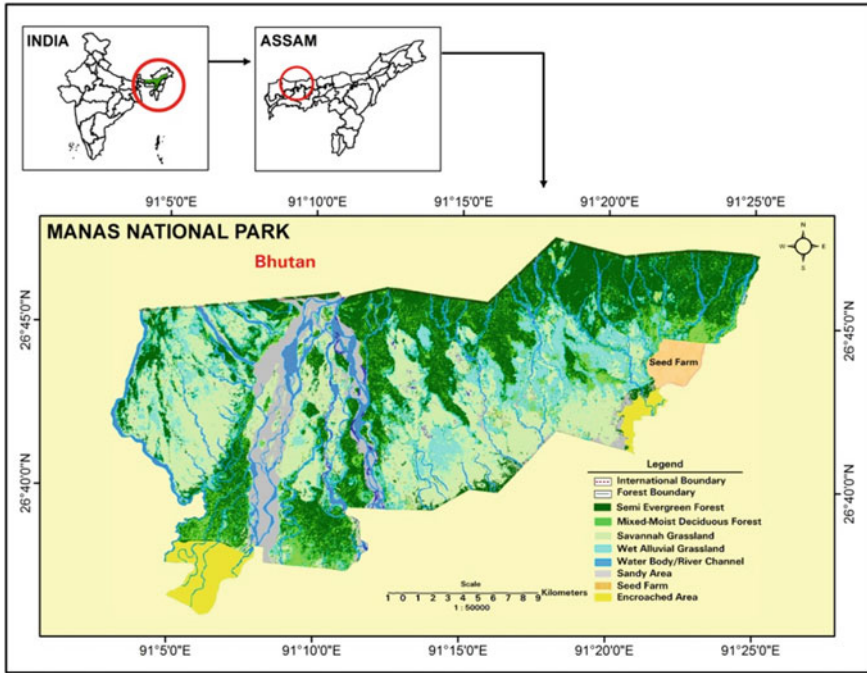 INDIA
ASSAM
91°5'0"E 91°10'0"E 91°15'0"E 91°20'0"E 91°25'0"E
MANAS NATIONAL PARK
Bhutan
N
W E
S
26°45'0"N 26°45'0"N
Seed Farm
26°40'0"N 26°40'0"N
Legend
International Boundary
Forest Boundary
Semi Evergreen Forest
Mixed-Moist Deciduous Forest
Savannah Grassland
Wet Alluvial Grassland
Water Body/River Channel
Sandy Area
Seed Farm
Encroached Area
Scale
1 0 1 2 3 4 5 6 7 8 9 Kilometers
1 : 50000
91°5'0"E 91°10'0"E 91°15'0"E 91°20'0"E 91°25'0"E